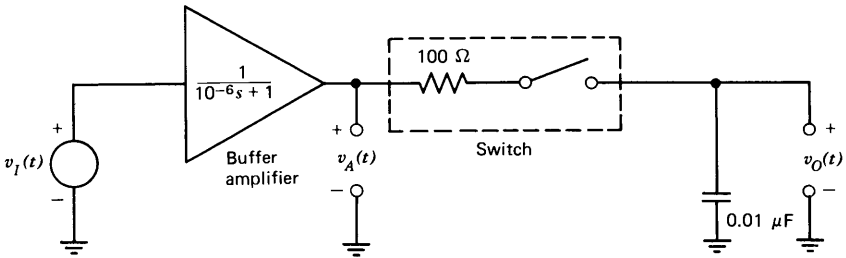 100 Ω
1
10⁻⁶s + 1
+
v_I(t)
−
Buffer
amplifier
+
v_A(t)
−
Switch
+
v_O(t)
−
0.01 μF